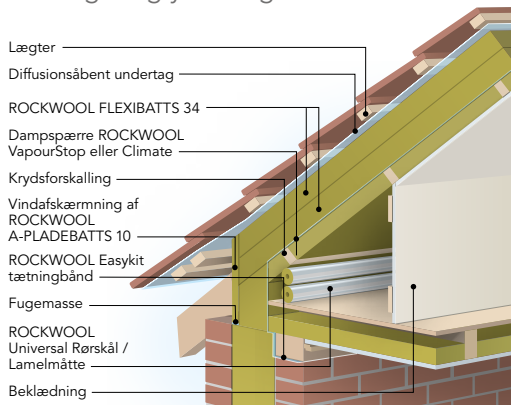 Lægter
Diffusionsåbent undertag
ROCKWOOL FLEXIBATTS 34
Dampspærre ROCKWOOL
VapourStop eller Climate
Krydsforskalling
Vindafskærmning af
ROCKWOOL
A-PLADEBATTS 10
ROCKWOOL Easykit
tætningbånd
Fugemasse
ROCKWOOL
Universal Rørskål /
Lamelmåtte
Beklædning